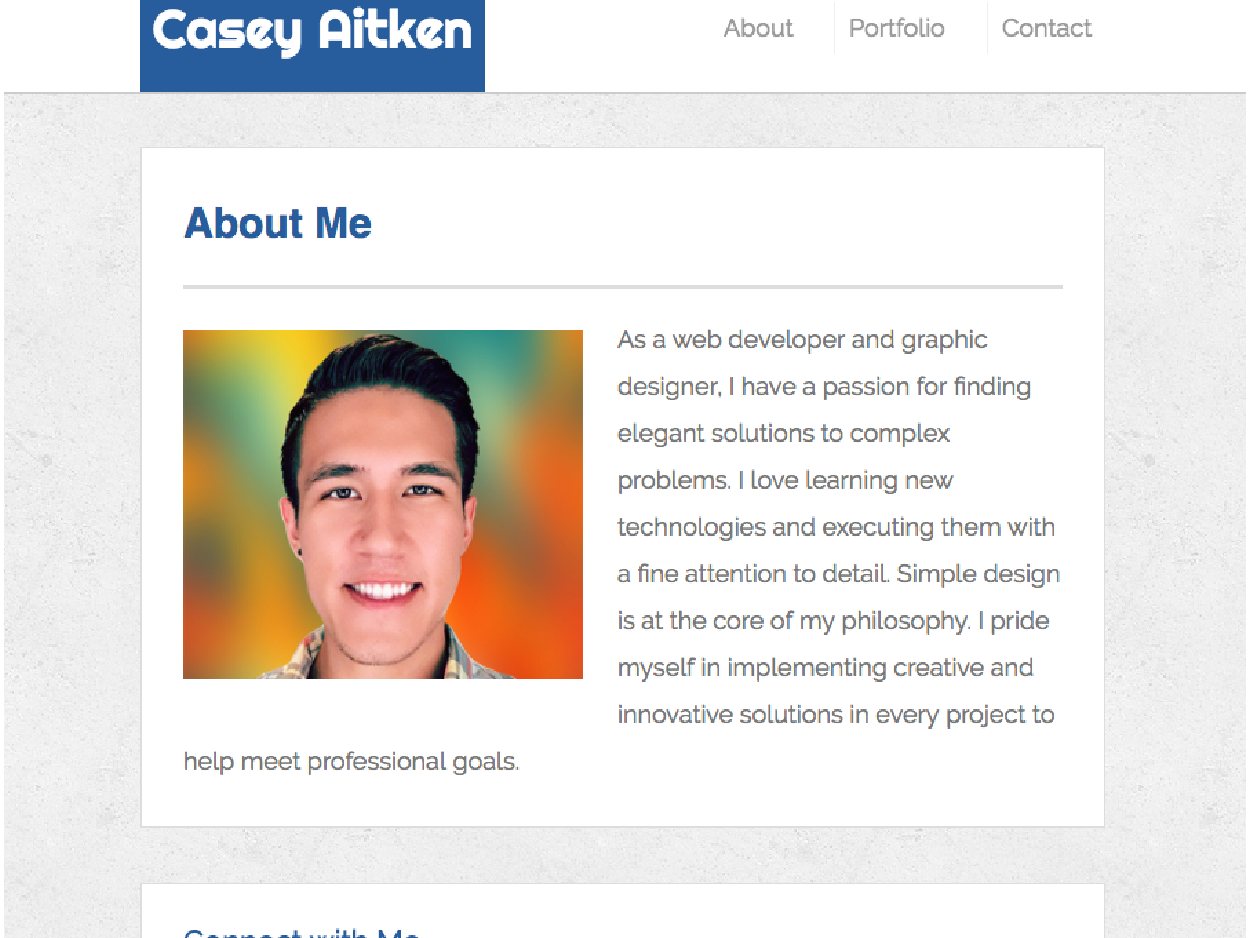 Casey Aitken
About Portfolio Contact
About Me
As a web developer and graphic
designer, I have a passion for finding
elegant solutions to complex
problems. I love learning new
technologies and executing them with
a fine attention to detail. Simple design
is at the core of my philosophy. I pride
myself in implementing creative and
innovative solutions in every project to
help meet professional goals.
Connect with Me